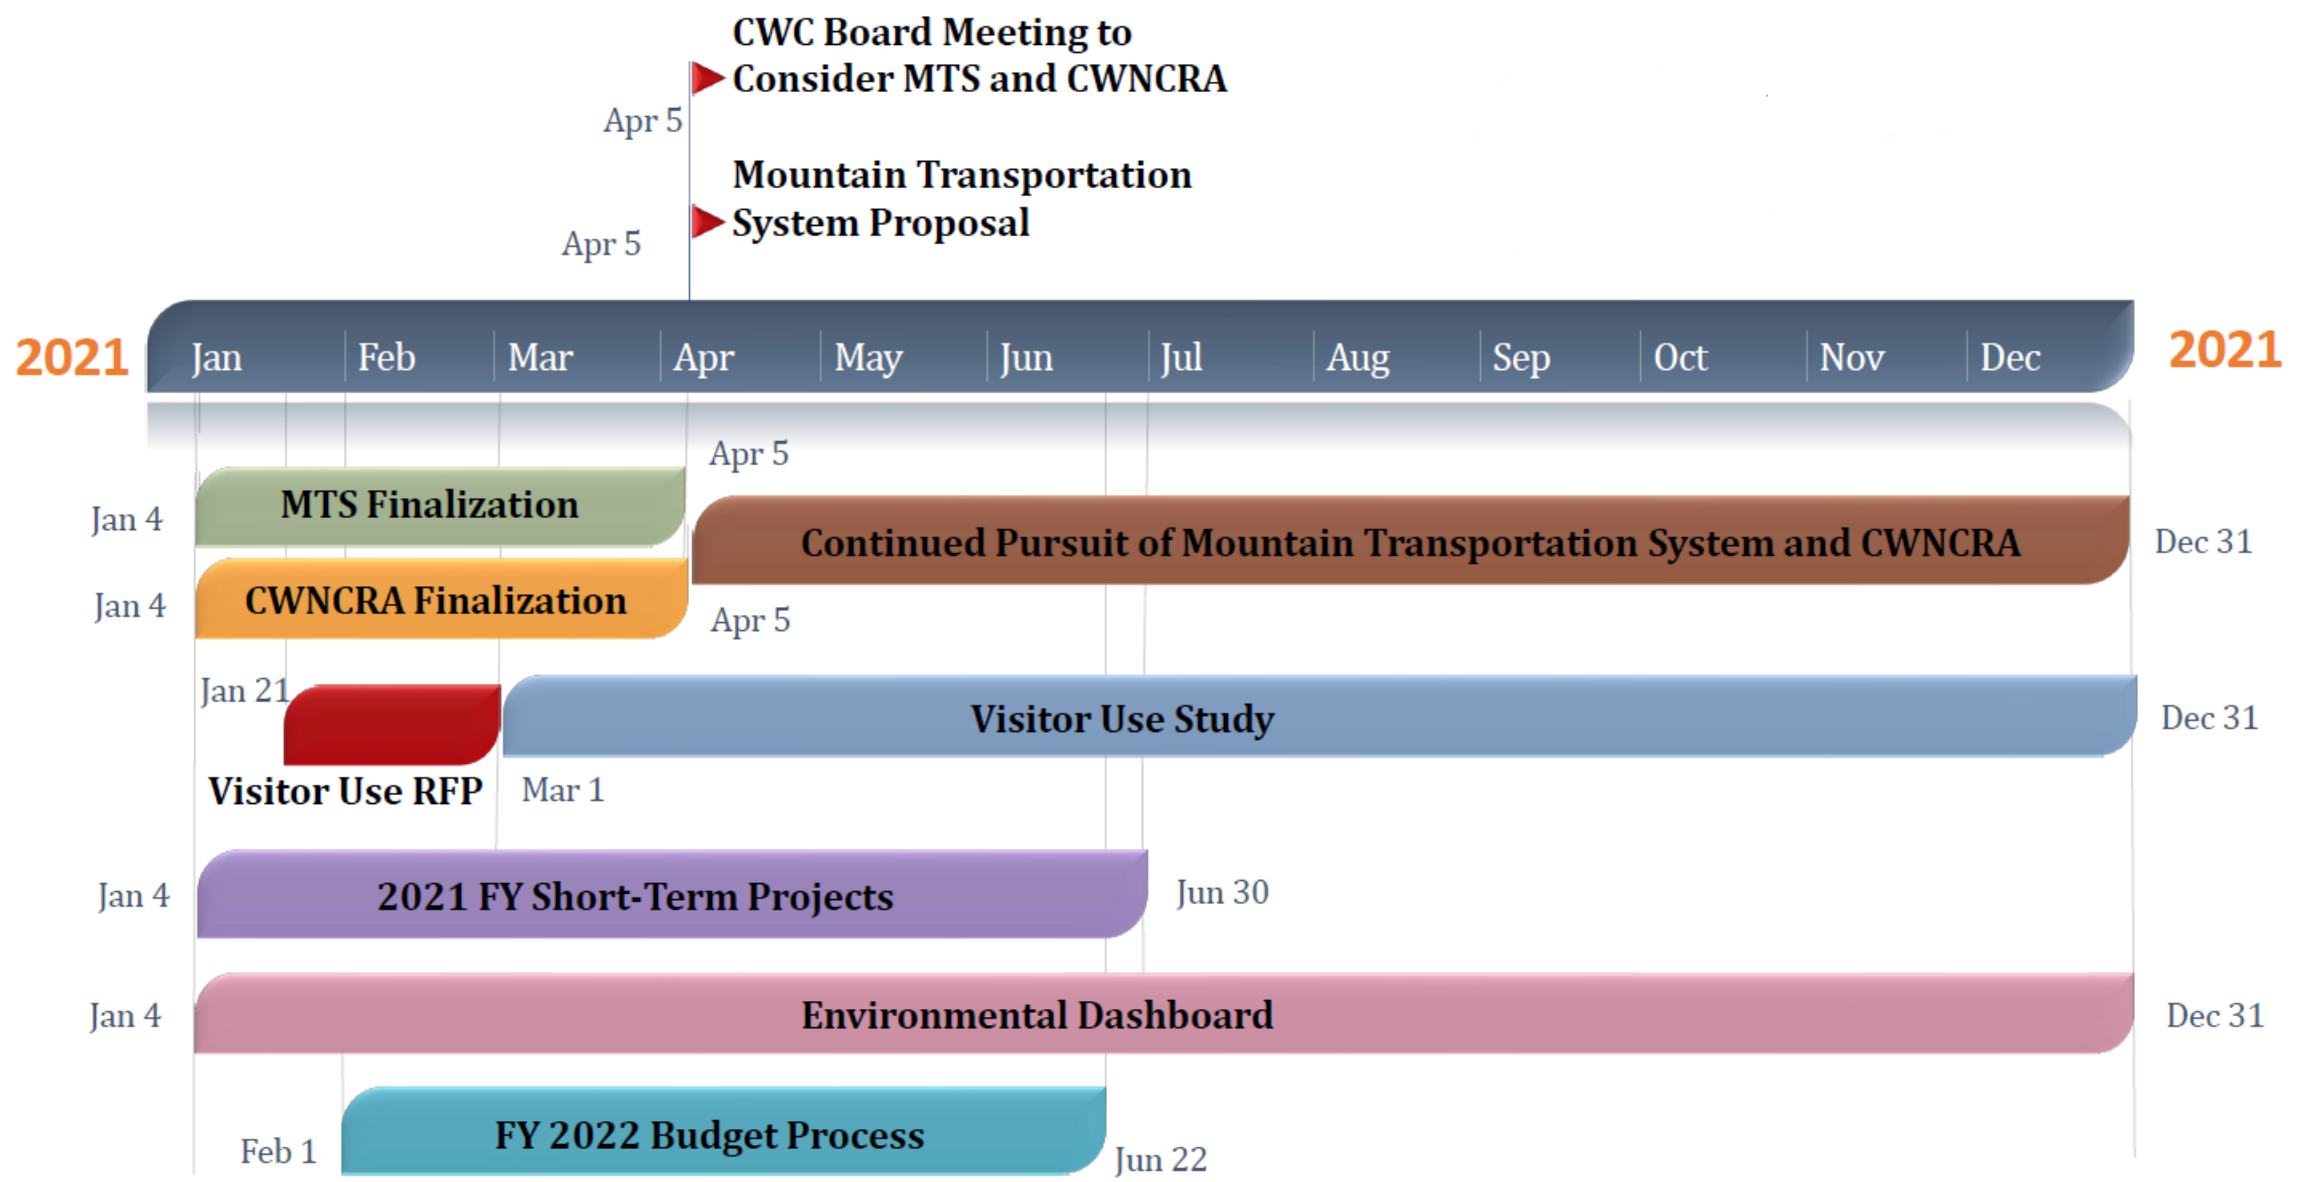 CWC Board Meeting to
Consider MTS and CWNCRA
Apr 5
Mountain Transportation
System Proposal
Apr 5
2021 Jan Feb Mar Apr May Jun Jul Aug Sep Oct Nov Dec 2021
Apr 5
MTS Finalization
Jan 4
Continued Pursuit of Mountain Transportation System and CWNCRA
Dec 31
CWNCRA Finalization
Jan 4
Apr 5
Jan 21
Visitor Use Study
Dec 31
Visitor Use RFP
Mar 1
Jan 4
2021 FY Short-Term Projects
Jun 30
Jan 4
Environmental Dashboard
Dec 31
FY 2022 Budget Process
Feb 1
Jun 22